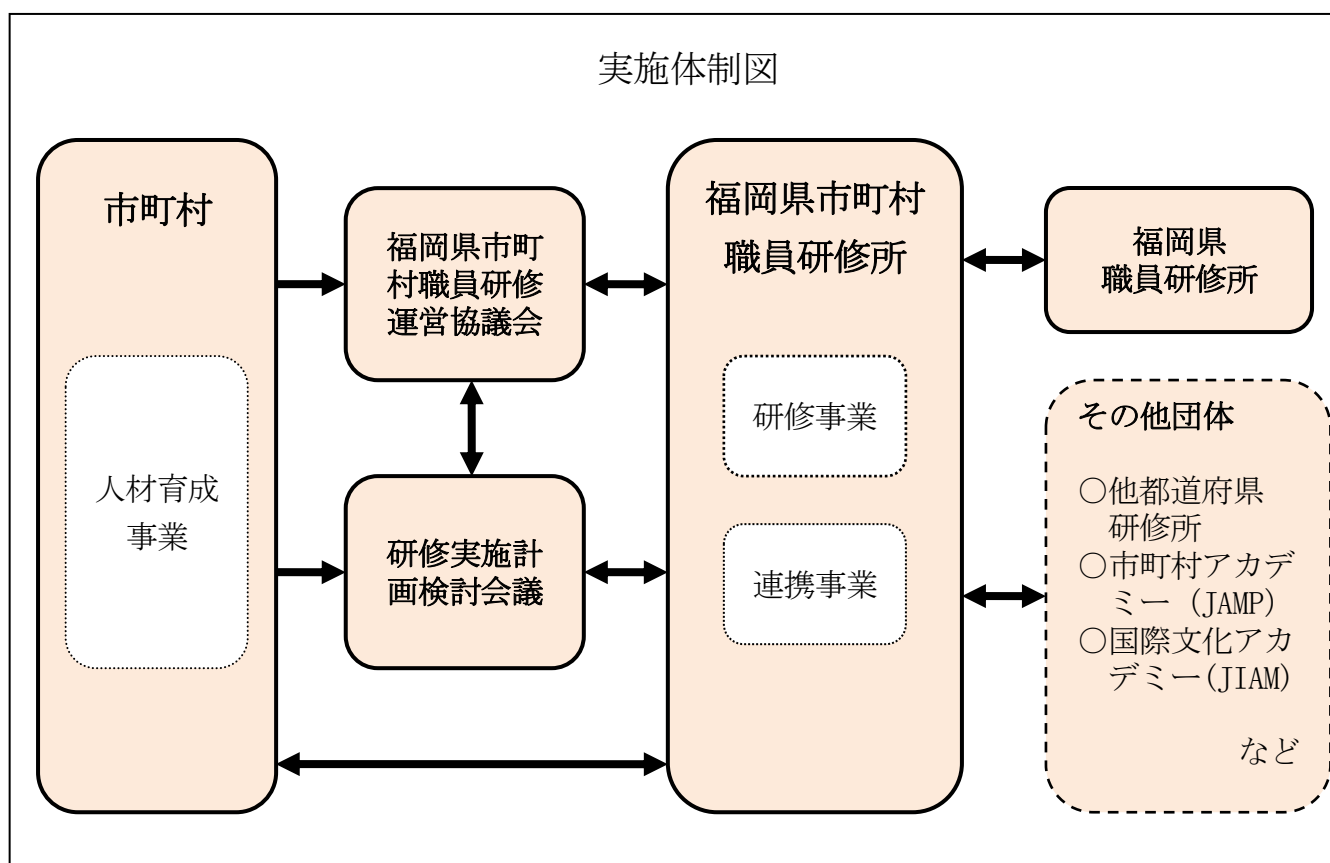 実施体制図
市町村
人材育成
事業
福岡県市町
村職員研修
運営協議会
研修実施計
画検討会議
福岡県市町村
職員研修所
研修事業
連携事業
福岡県
職員研修所
その他団体
○他都道府県
研修所
○市町村アカデ
ミー (JAMP)
○国際文化アカ
デミー(JIAM)
など